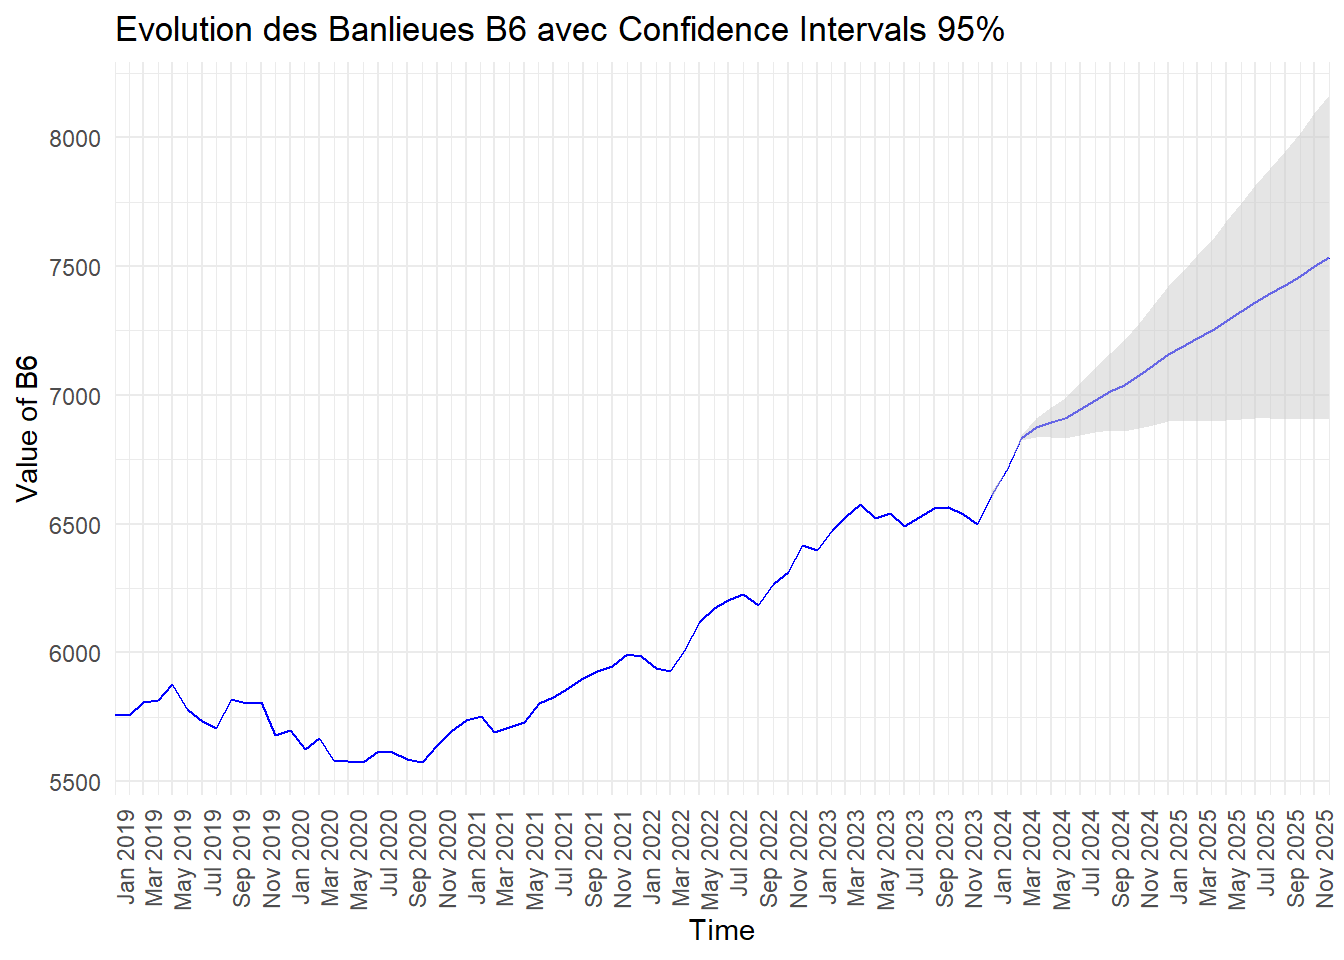 Evolution des Banlieues B6 avec Confidence Intervals 95%
Value of B6
8000
7500
7000
6500
6000
5500
Jan 2019
Mar 2019
May 2019
Jul 2019
Sep 2019
Nov 2019
Jan 2020
Mar 2020
May 2020
Jul 2020
Sep 2020
Nov 2020
Jan 2021
Mar 2021
May 2021
Jul 2021
Sep 2021
Nov 2021
Jan 2022
Mar 2022
May 2022
Jul 2022
Sep 2022
Nov 2022
Jan 2023
Mar 2023
May 2023
Jul 2023
Sep 2023
Nov 2023
Jan 2024
Mar 2024
May 2024
Jul 2024
Sep 2024
Nov 2024
Jan 2025
Mar 2025
May 2025
Jul 2025
Sep 2025
Nov 2025
Time